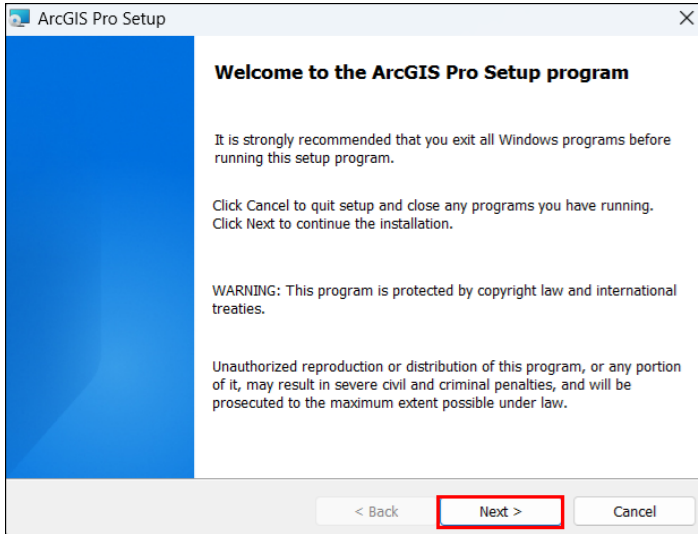 ArcGIS Pro Setup
Welcome to the ArcGIS Pro Setup program
It is strongly recommended that you exit all Windows programs before
running this setup program.
Click Cancel to quit setup and close any programs you have running.
Click Next to continue the installation.
WARNING: This program is protected by copyright law and international
treaties.
Unauthorized reproduction or distribution of this program, or any portion
of it, may result in severe civil and criminal penalties, and will be
prosecuted to the maximum extent possible under law.
< Back Next > Cancel